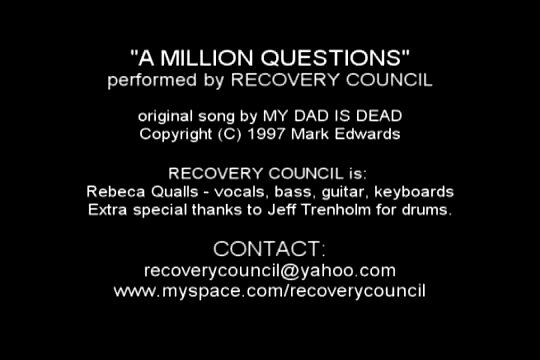 "A MILLION QUESTIONS"
performed by RECOVERY COUNCIL
original song by MY DAD IS DEAD
Copyright (C) 1997 Mark Edwards
RECOVERY COUNCIL is:
Rebeca Qualls - vocals, bass, guitar, keyboards
Extra special thanks to Jeff Trenholm for drums.
CONTACT:
recoverycouncil@yahoo.com
www.myspace.com/recoverycouncil